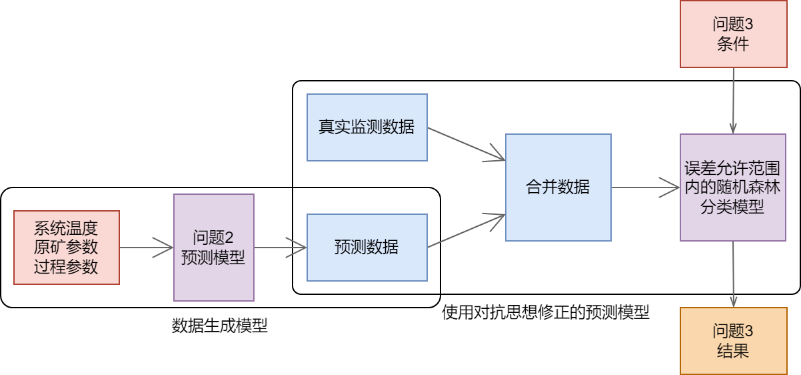 问题3
条件
真实监测数据
合并数据
误差允许范围
内的随机森林
分类模型
系统温度
原矿参数
过程参数
问题2
预测模型
预测数据
数据生成模型
使用对抗思想修正的预测模型
问题3
结果